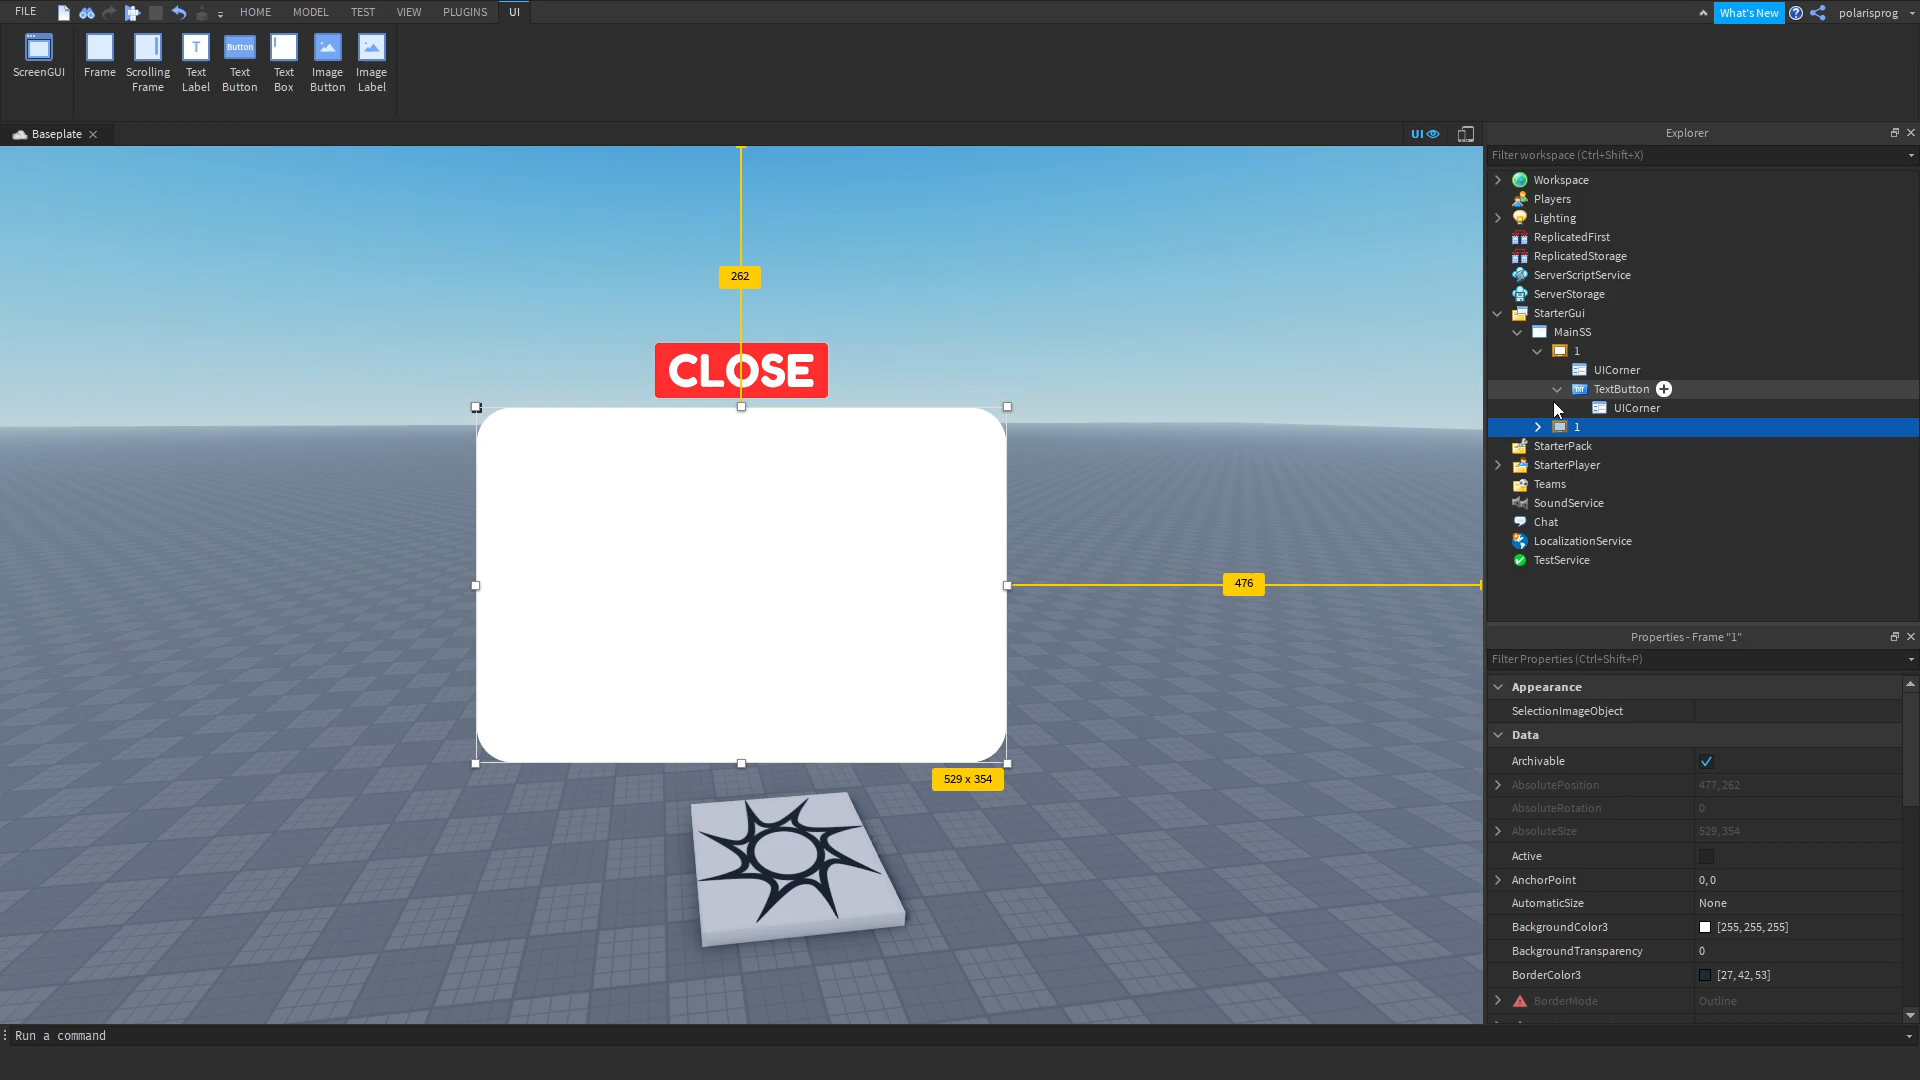 FILE
HOME
MODEL
TEST
VIEW
PLUGINS
UI
What's New
polarisprog
ScreenGUI
Frame
Scrolling
Frame
Text
Label
Button
Text
Button
Text
Box
Image
Button
Image
Label
Baseplate
UI
Explorer
Filter workspace (Ctrl+Shift+X)
Workspace
Players
Lighting
ReplicatedFirst
ReplicatedStorage
ServerScriptService
ServerStorage
StarterGui
MainSS
1
UICorner
TextButton
UICorner
1
StarterPack
StarterPlayer
Teams
SoundService
Chat
LocalizationService
TestService
262
CLOSE
476
529 x 354
Properties - Frame "1"
Filter Properties (Ctrl+Shift+P)
Appearance
SelectionImageObject
Data
Archivable
AbsolutePosition 477, 262
AbsoluteRotation 0
AbsoluteSize 529, 354
Active
AnchorPoint 0, 0
AutomaticSize None
BackgroundColor3 [255, 255, 255]
BackgroundTransparency 0
BorderColor3 [27, 42, 53]
BorderMode Outline
Run a command